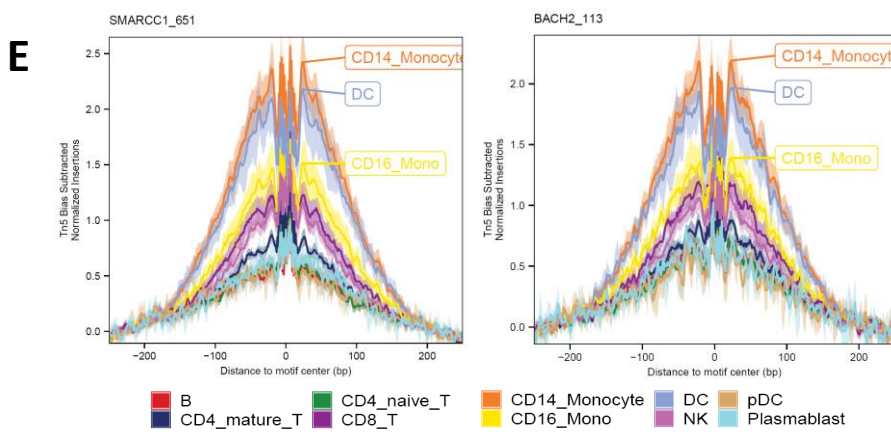 E
SMARCC1_651
BACH2_113
Tn5 Bias Subtracted
Normalized Insertions
2.5
2.0
1.5
1.0
0.5
0.0
CD14_Monocyte
DC
CD16_Mono
−200
−100
0
100
200
Distance to motif center (bp)
Tn5 Bias Subtracted
Normalized Insertions
2.0
1.5
1.0
0.5
0.0
CD14_Monocyte
DC
CD16_Mono
−200
−100
0
100
200
Distance to motif center (bp)
B
CD4_naive_T
CD14_Monocyte
DC
pDC
CD4_mature_T
CD8_T
CD16_Mono
NK
Plasmablast